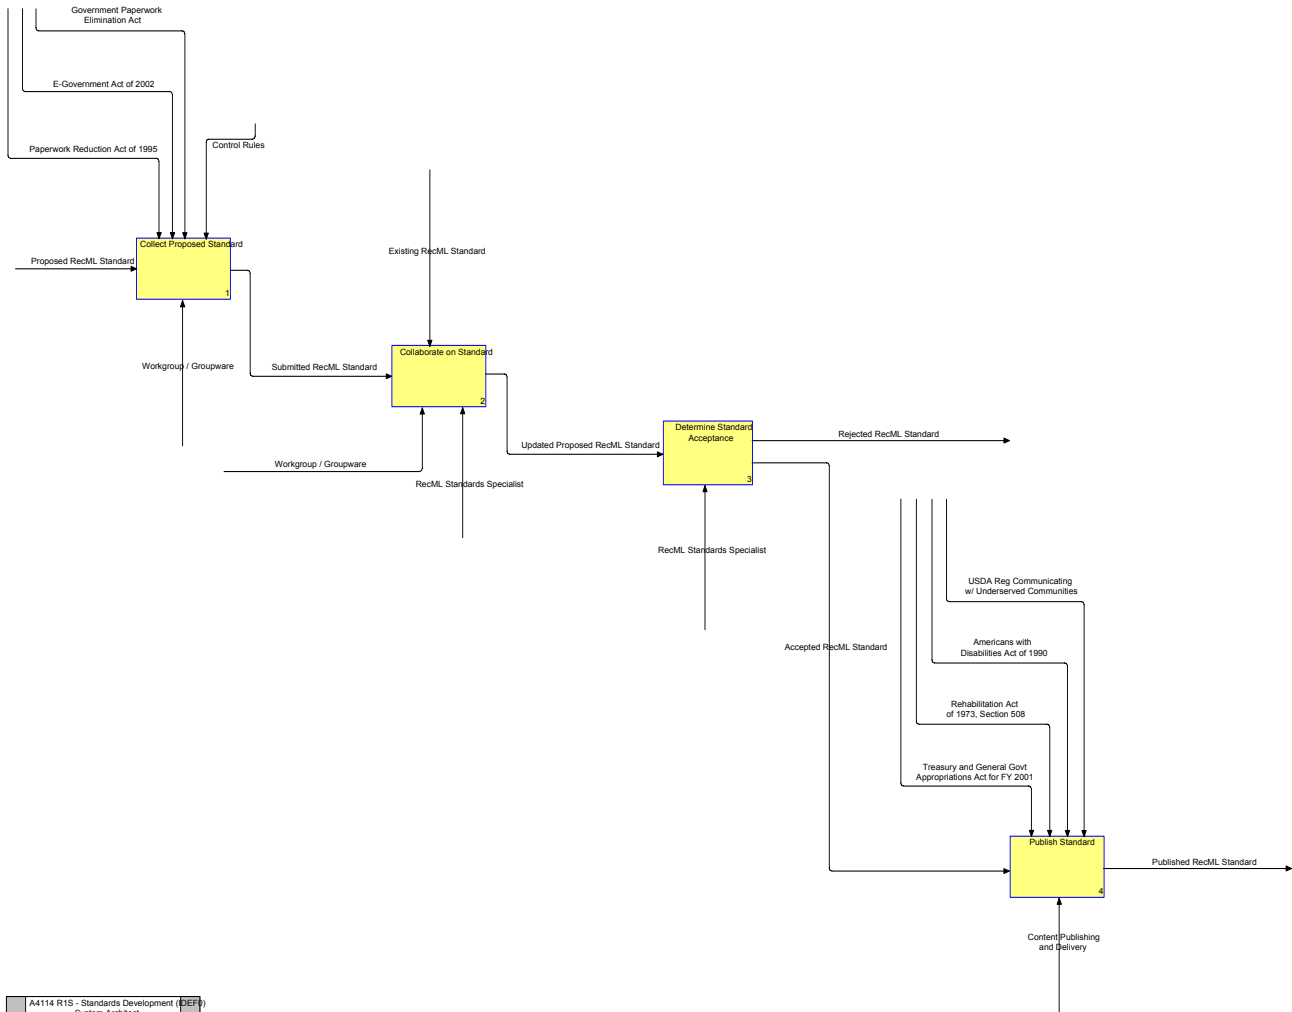 Government Paperwork
Elimination Act
E-Government Act of 2002
Paperwork Reduction Act of 1995
Control Rules
Collect Proposed Standard
Proposed RecML Standard
1
Existing RecML Standard
Workgroup / Groupware
Submitted RecML Standard
Collaborate on Standard
2
Workgroup / Groupware
RecML Standards Specialist
Updated Proposed RecML Standard
Determine Standard
Acceptance
3
Rejected RecML Standard
RecML Standards Specialist
Accepted RecML Standard
USDA Reg Communicating
w/ Underserved Communities
Americans with
Disabilities Act of 1990
Rehabilitation Act
of 1973, Section 508
Treasury and General Govt
Appropriations Act for FY 2001
Publish Standard
4
Published RecML Standard
Content Publishing
and Delivery
A4114 R1S - Standards Development (IDEF0)
System Architect